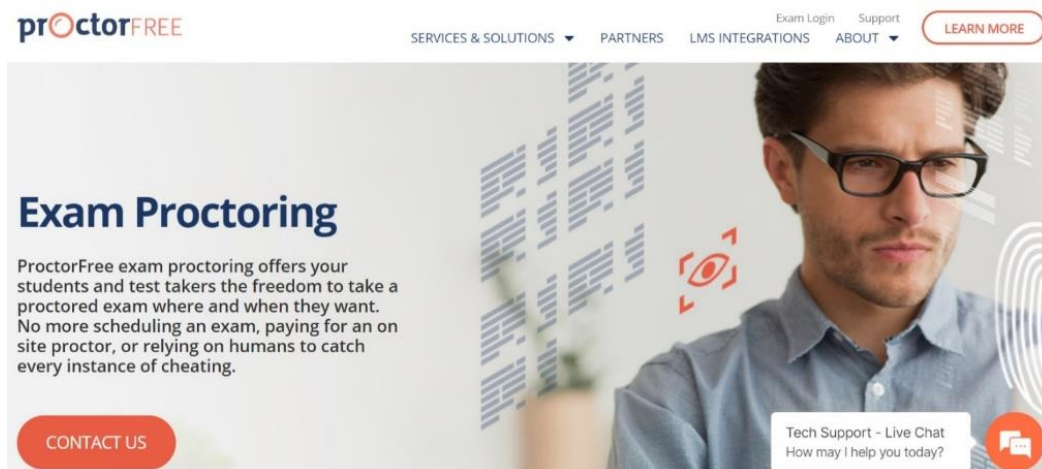 proctorFREE
Exam Login Support
SERVICES & SOLUTIONS PARTNERS LMS INTEGRATIONS ABOUT
LEARN MORE
Exam Proctoring
ProctorFree exam proctoring offers your
students and test takers the freedom to take a
proctored exam where and when they want.
No more scheduling an exam, paying for an on
site proctor, or relying on humans to catch
every instance of cheating.
CONTACT US
Tech Support - Live Chat
How may I help you today?